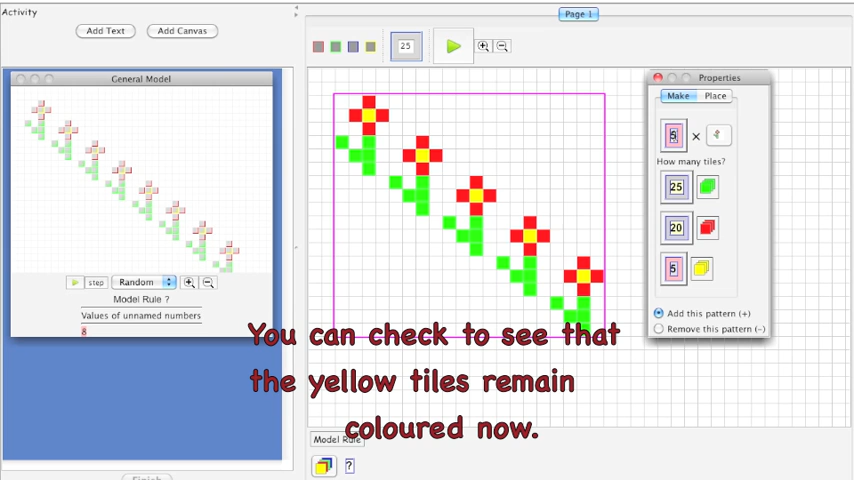 Activity
Add Text
Add Canvas
General Model
step
Random
Model Rule ?
Values of unnamed numbers
8
Finish
Page 1
25
Properties
Make
Place
5
×
How many tiles?
25
20
5
Add this pattern (+)
Remove this pattern (–)
You can check to see that
the yellow tiles remain
coloured now.
Model Rule
?